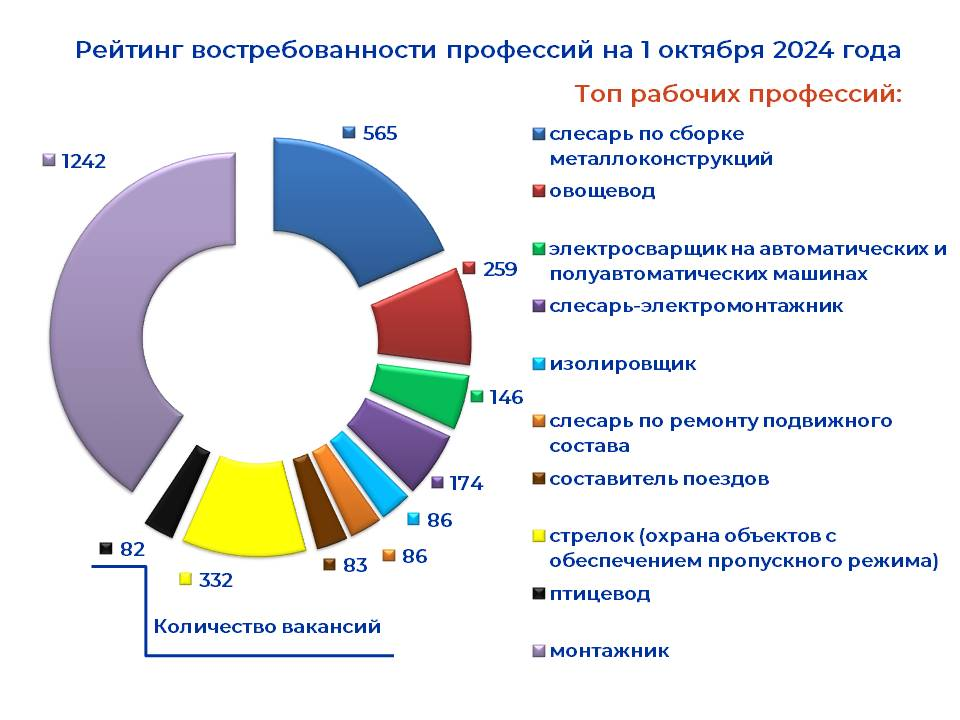 Рейтинг востребованности профессий на 1 октября 2024 года
Топ рабочих профессий:
565
1242
259
146
174
86
86
83
332
82
Количество вакансий
слесарь по сборке
металлоконструкций
овощевод
электросварщик на автоматических и
полуавтоматических машинах
слесарь-электромонтажник
изолировщик
слесарь по ремонту подвижного
состава
составитель поездов
стрелок (охрана объектов с
обеспечением пропускного режима)
птицевод
монтажник